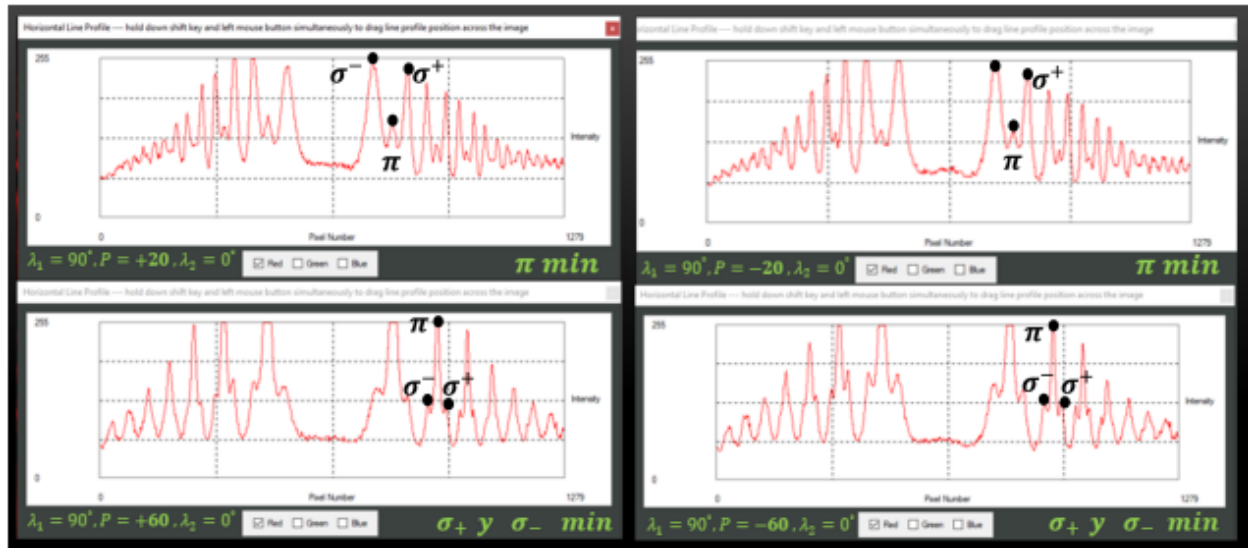 Horizontal Line Profile --- hold down shift key and left mouse button simultaneously to drag line profile position across the image
255
σ⁻
σ⁺
π
Intensity
0
0
Pixel Number
1279
λ₁ = 90°, P = +20, λ₂ = 0°
Red
Green
Blue
π min
Horizontal Line Profile --- hold down shift key and left mouse button simultaneously to drag line profile position across the image
255
σ⁺
π
Intensity
0
0
Pixel Number
1279
λ₁ = 90°, P = −20, λ₂ = 0°
Red
Green
Blue
π min
Horizontal Line Profile --- hold down shift key and left mouse button simultaneously to drag line profile position across the image
255
π
σ⁻
σ⁺
Intensity
0
0
Pixel Number
1279
λ₁ = 90°, P = +60, λ₂ = 0°
Red
Green
Blue
σ₊ y σ₋ min
Horizontal Line Profile --- hold down shift key and left mouse button simultaneously to drag line profile position across the image
255
π
σ⁻
σ⁺
Intensity
0
0
Pixel Number
1279
λ₁ = 90°, P = −60, λ₂ = 0°
Red
Green
Blue
σ₊ y σ₋ min